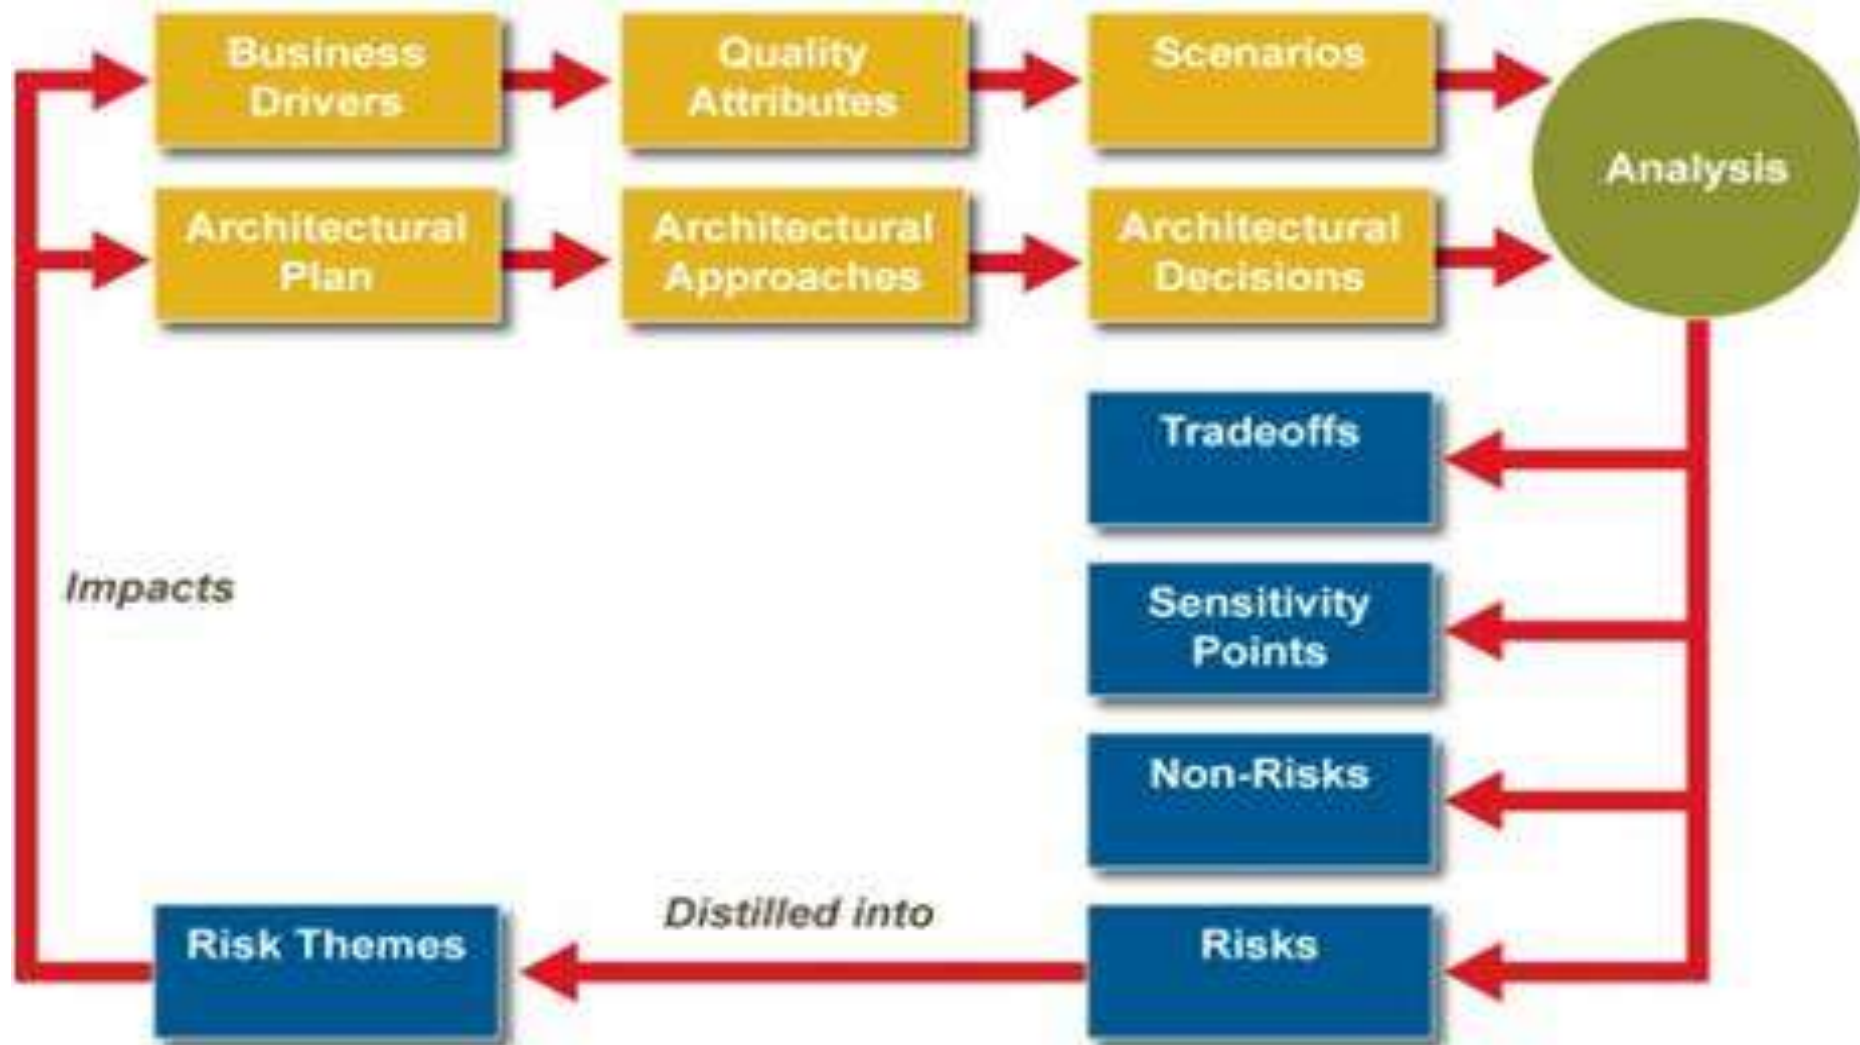 Business
Drivers
Quality
Attributes
Scenarios
Analysis
Architectural
Plan
Architectural
Approaches
Architectural
Decisions
Tradeoffs
Sensitivity
Points
Impacts
Non-Risks
Distilled into
Risk Themes
Risks